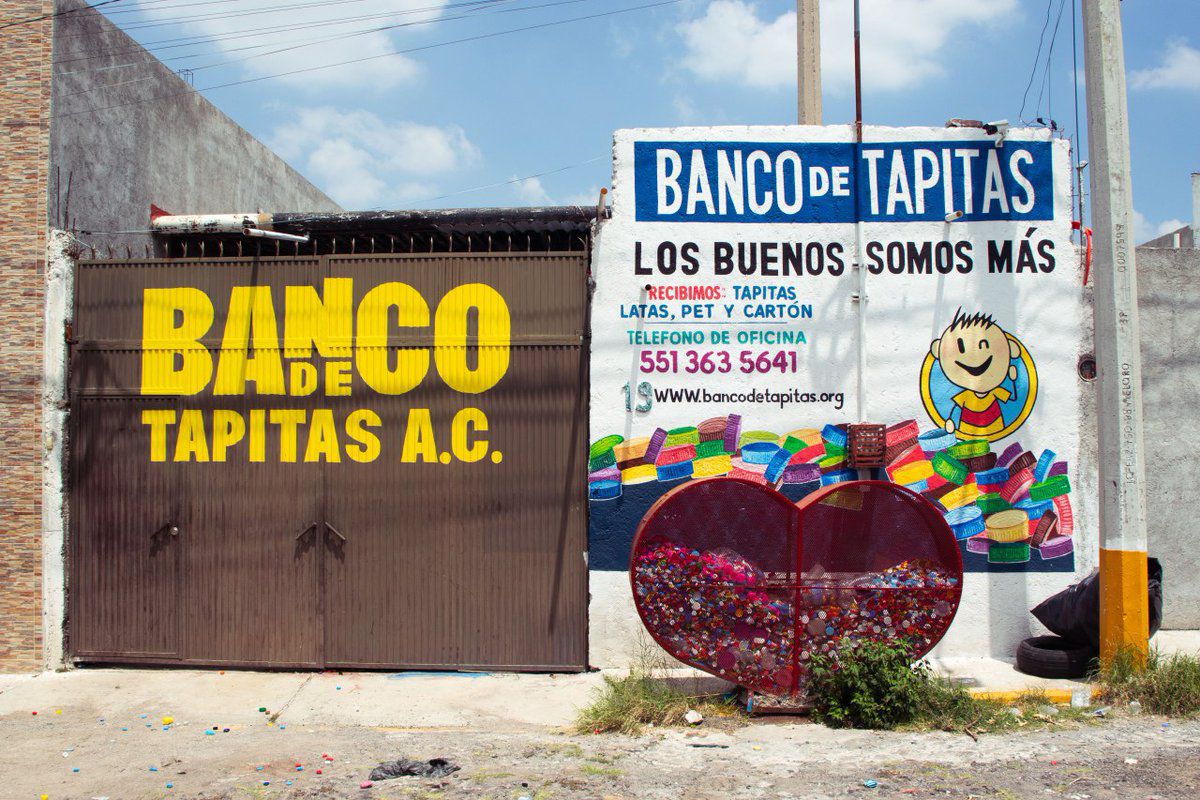 BANCO
DE
TAPITAS A.C.
BANCO DE TAPITAS
LOS BUENOS SOMOS MÁS
RECIBIMOS: TAPITAS
LATAS, PET Y CARTÓN
TELEFONO DE OFICINA
551 363 5641
19 WWW.bancodetapitas.org